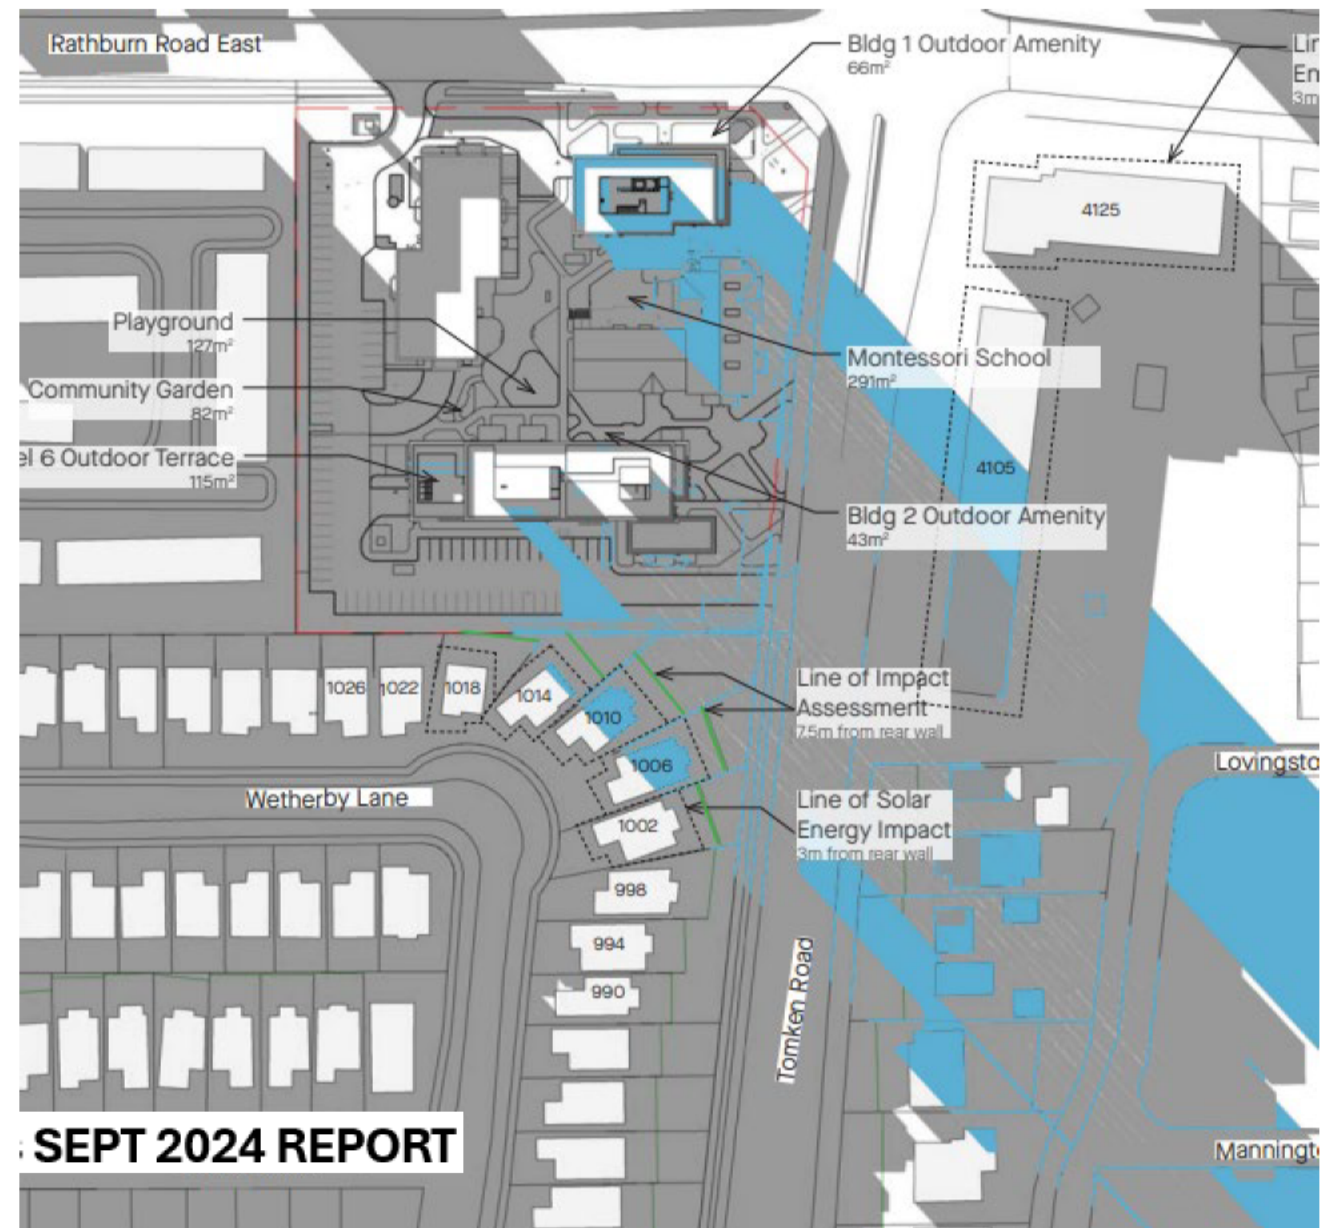 Rathburn Road East
Bldg 1 Outdoor Amenity
66m²
3m
4125
Playground
127m²
Montessori School
291m²
Community Garden
82m²
6 Outdoor Terrace
115m²
4105
Bldg 2 Outdoor Amenity
43m²
1026
1022
1018
1014
1010
1006
1002
998
994
990
Line of Impact
Assessment
7.5m from rear wall
Line of Solar
Energy Impact
3m from rear wall
Wetherby Lane
Tomken Road
SEPT 2024 REPORT